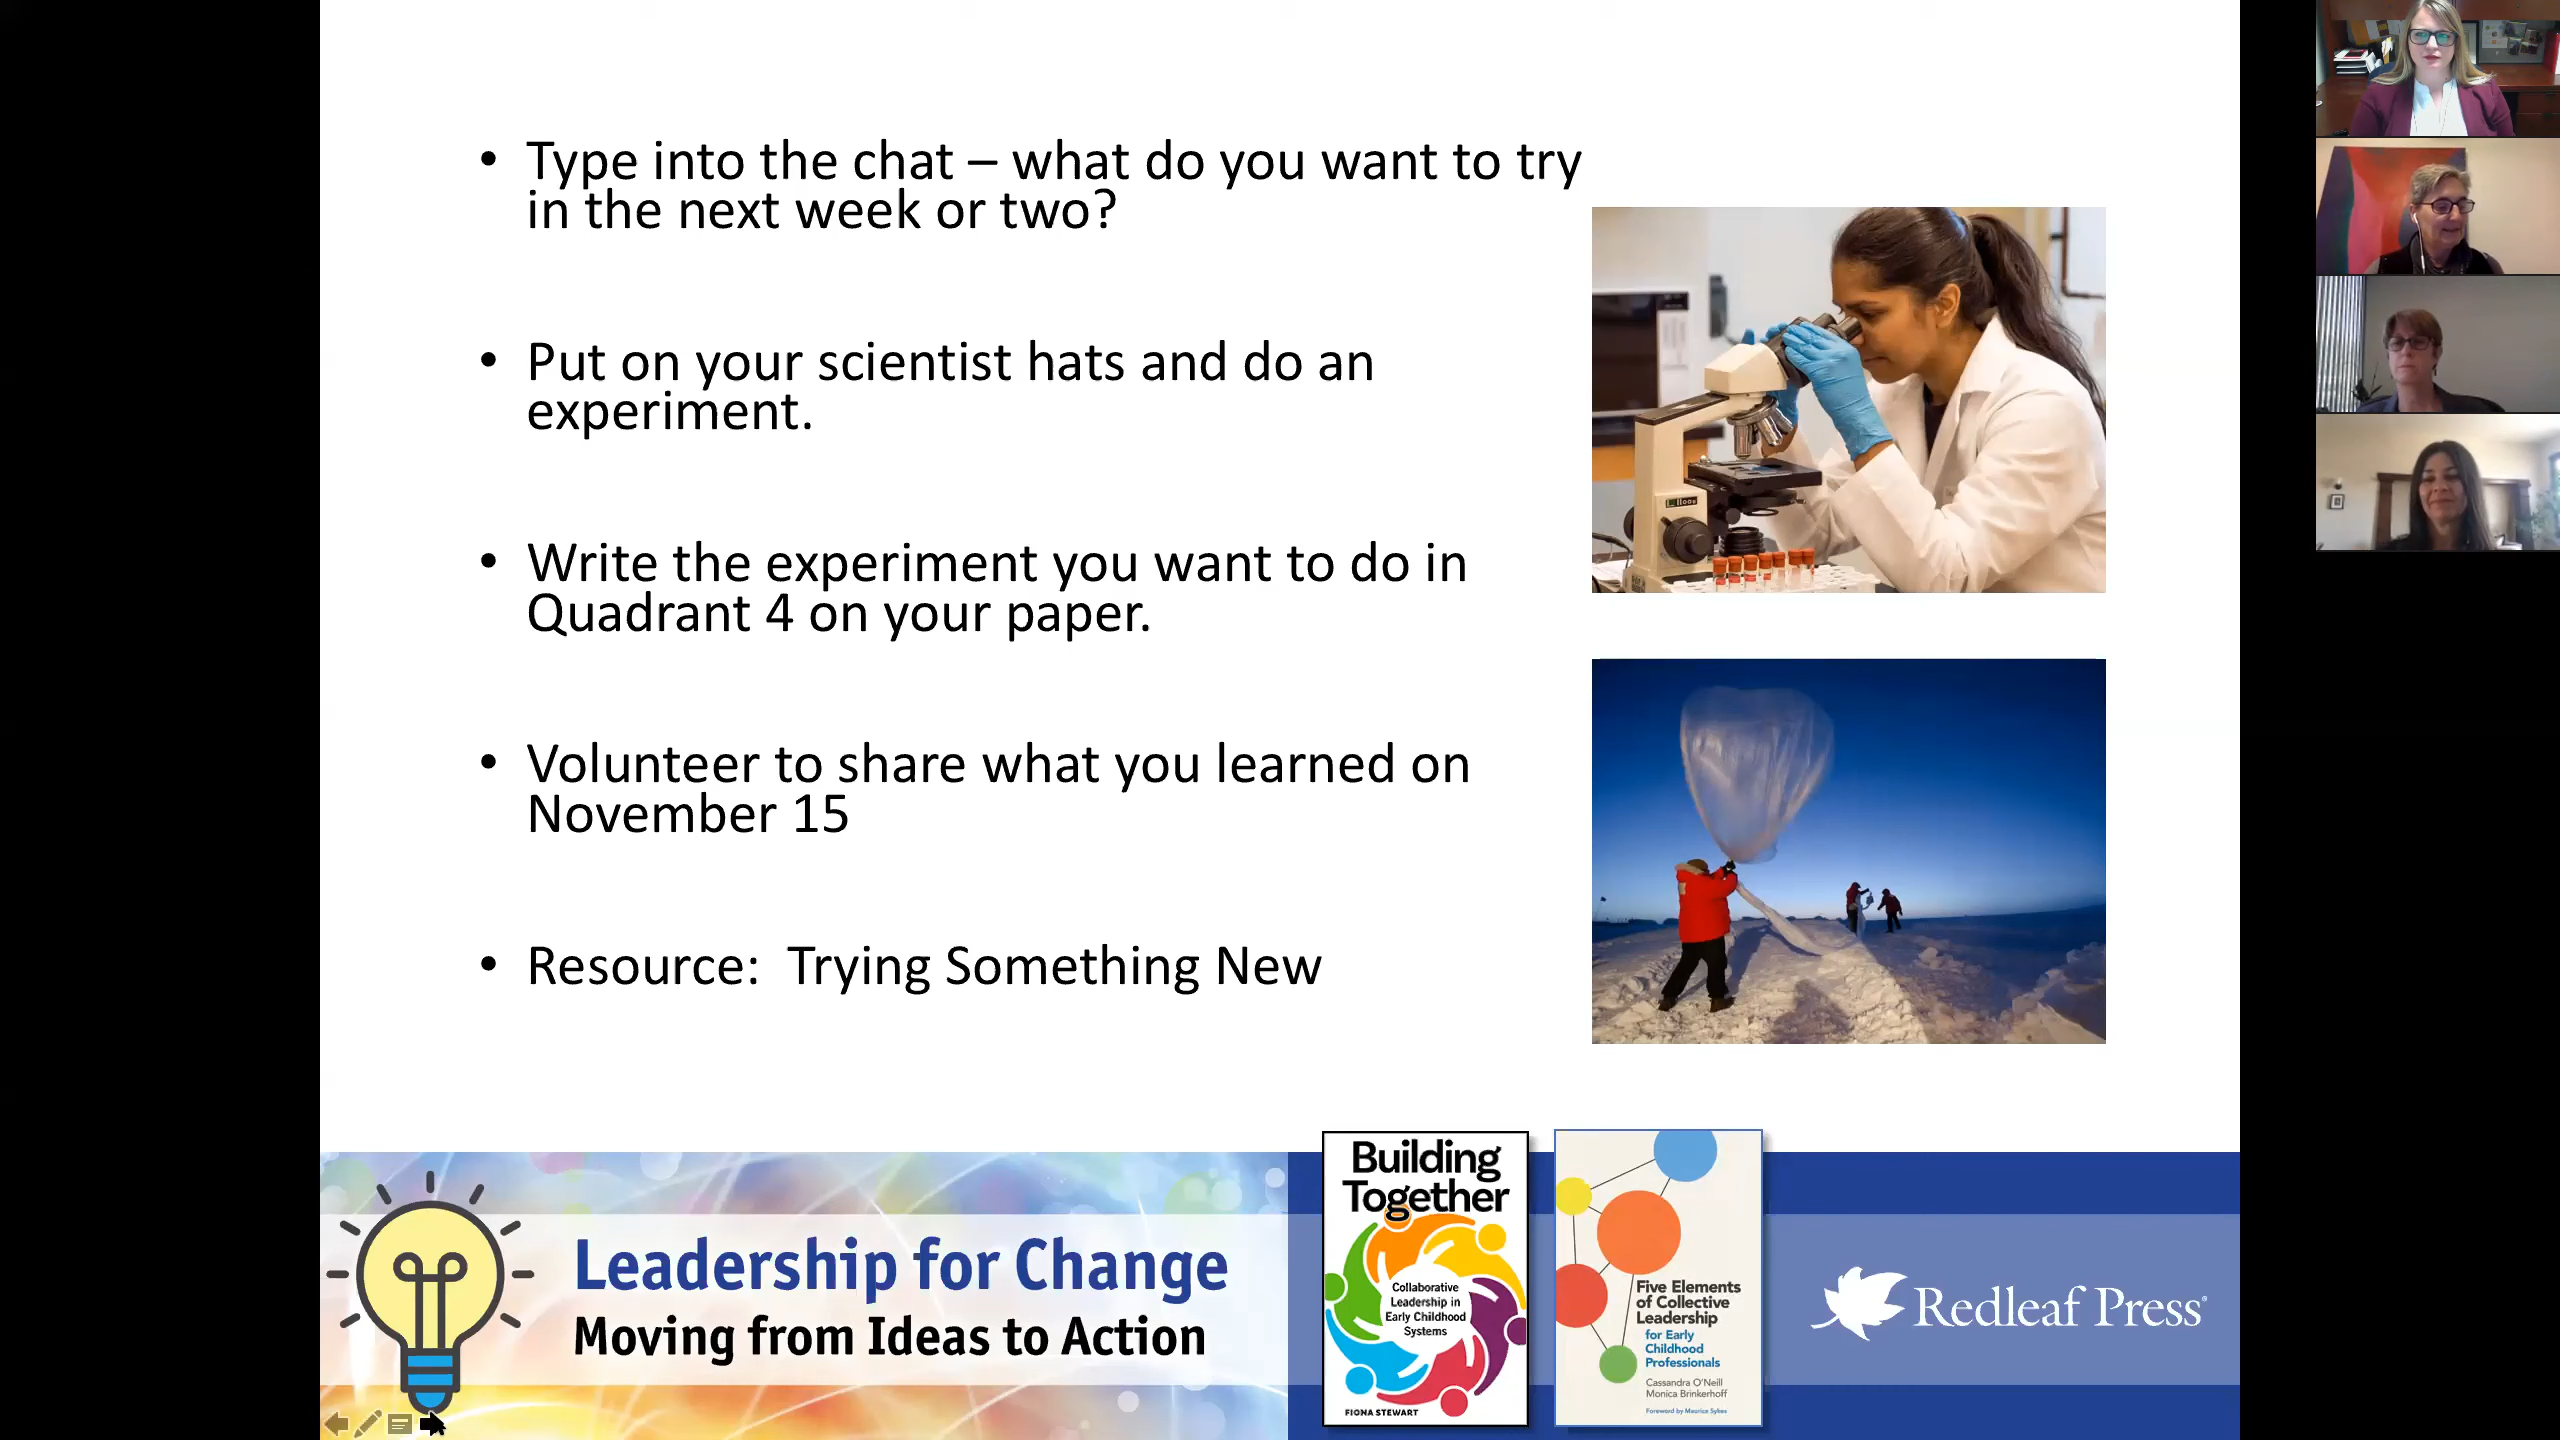 • Type into the chat – what do you want to try
in the next week or two?
• Put on your scientist hats and do an
experiment.
• Write the experiment you want to do in
Quadrant 4 on your paper.
• Volunteer to share what you learned on
November 15
• Resource:  Trying Something New
Leadership for Change
Moving from Ideas to Action
Building
Together
Collaborative
Leadership in
Early Childhood
Systems
FIONA STEWART
Five Elements
of Collective
Leadership
for Early
Childhood
Professionals
Cassandra O'Neill
Monica Brinkerhoff
Foreword by Maurice Sykes
Redleaf Press®